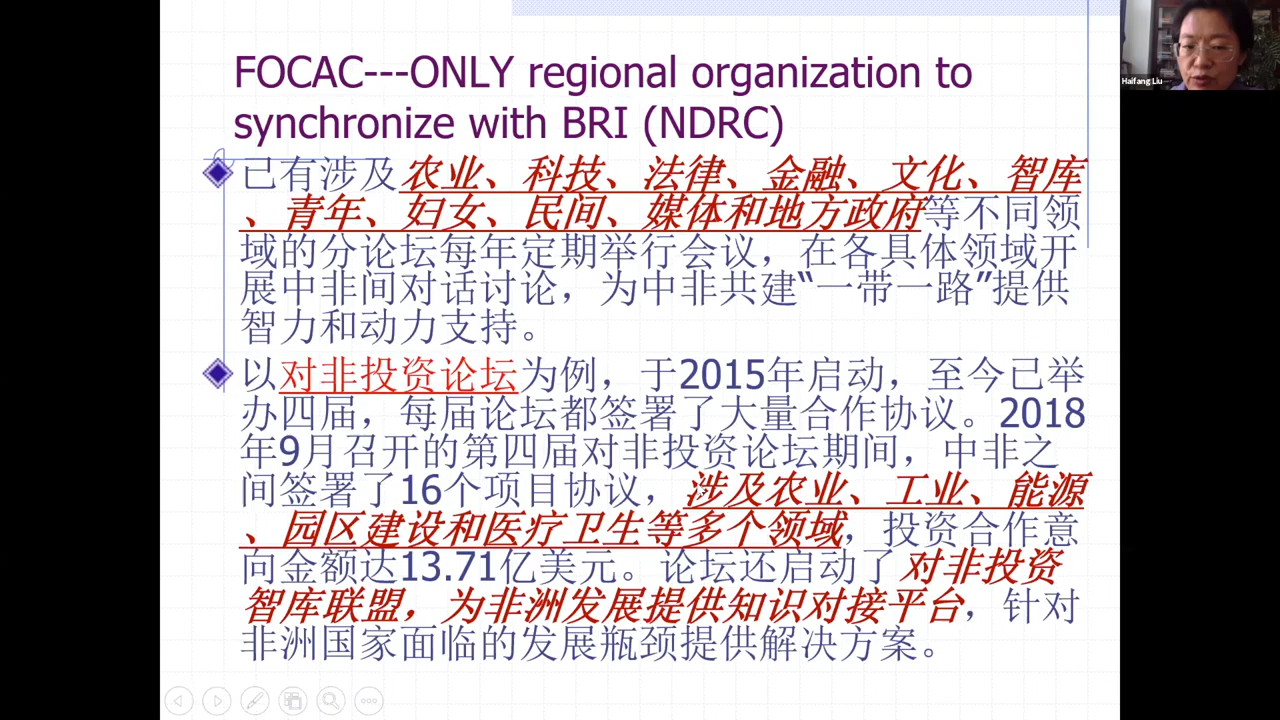 FOCAC---ONLY regional organization to
synchronize with BRI (NDRC)
已有涉及农业、科技、法律、金融、文化、智库
、青年、妇女、民间、媒体和地方政府等不同领
域的分论坛每年定期举行会议，在各具体领域开
展中非间对话讨论，为中非共建“一带一路”提供
智力和动力支持。
以对非投资论坛为例，于2015年启动，至今已举
办四届，每届论坛都签署了大量合作协议。2018
年9月召开的第四届对非投资论坛期间，中非之
间签署了16个项目协议，涉及农业、工业、能源
、园区建设和医疗卫生等多个领域，投资合作意
向金额达13.71亿美元。论坛还启动了对非投资
智库联盟，为非洲发展提供知识对接平台，针对
非洲国家面临的发展瓶颈提供解决方案。
Haifang Liu